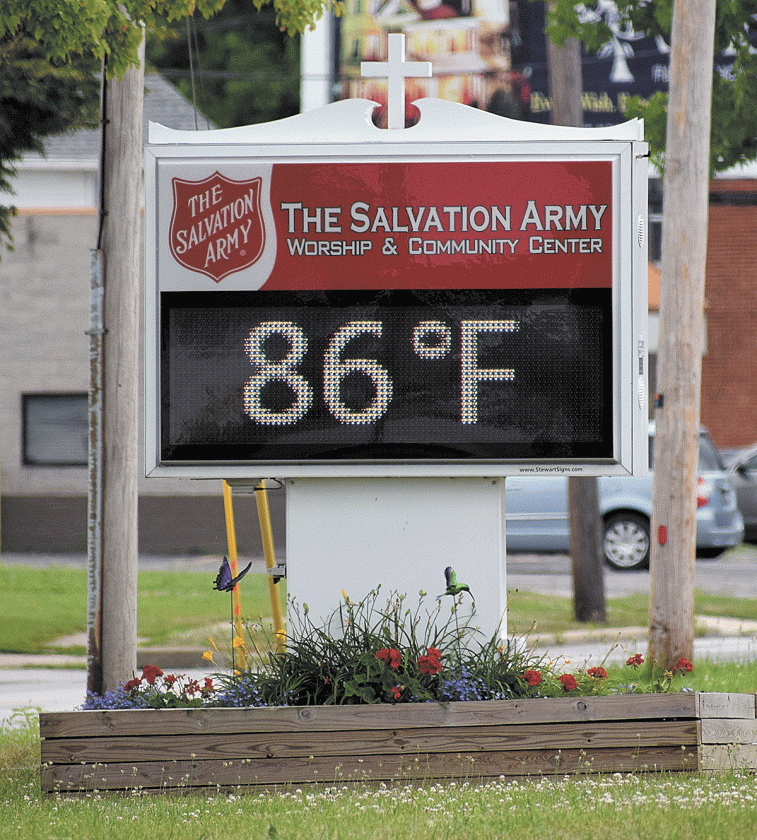 THE
SALVATION
ARMY
®
THE SALVATION ARMY
WORSHIP & COMMUNITY CENTER
86°F
www.StewartSigns.com